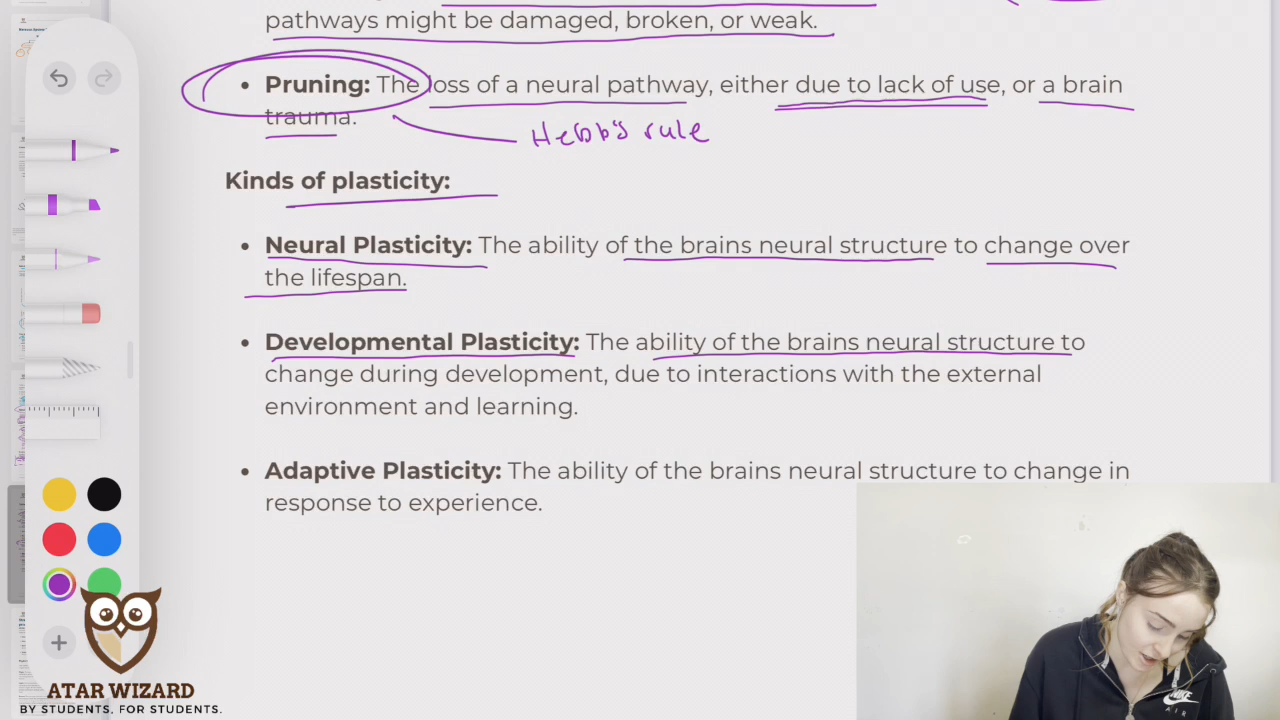 pathways might be damaged, broken, or weak.
• Pruning: The loss of a neural pathway, either due to lack of use, or a brain
trauma.
Hebb's rule
Kinds of plasticity:
• Neural Plasticity: The ability of the brains neural structure to change over
the lifespan.
• Developmental Plasticity: The ability of the brains neural structure to
change during development, due to interactions with the external
environment and learning.
• Adaptive Plasticity: The ability of the brains neural structure to change in
response to experience.
ATAR WIZARD
BY STUDENTS. FOR STUDENTS.
NIKE
AIR